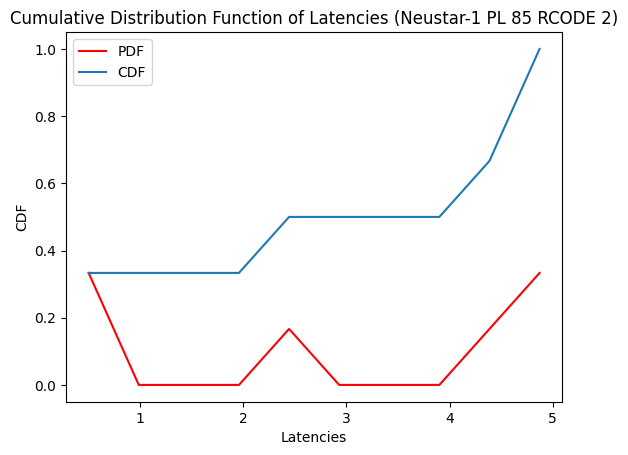 Cumulative Distribution Function of Latencies (Neustar-1 PL 85 RCODE 2)
PDF
CDF
1.0
0.8
0.6
0.4
0.2
0.0
CDF
1 2 3 4 5
Latencies